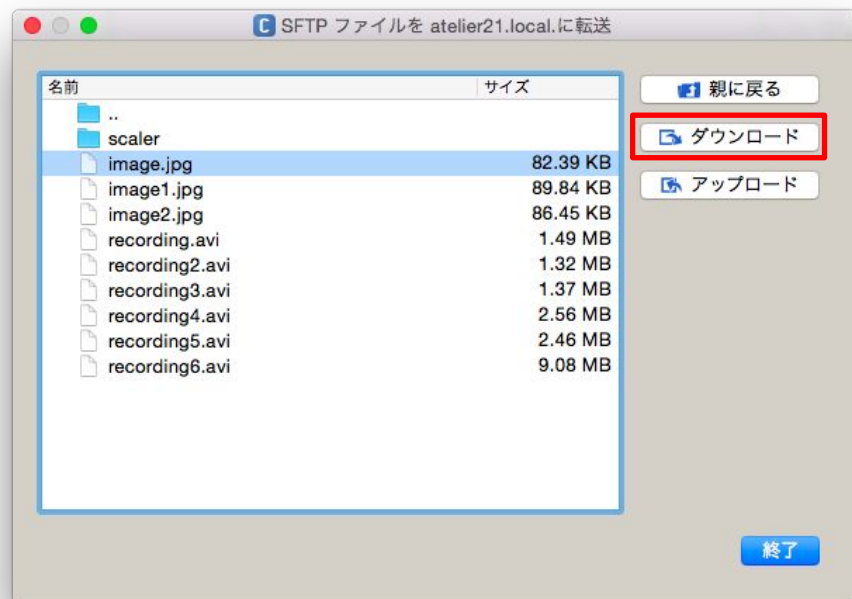 C SFTP ファイルを atelier21.local.に転送
名前 サイズ
..
scaler
image.jpg 82.39 KB
image1.jpg 89.84 KB
image2.jpg 86.45 KB
recording.avi 1.49 MB
recording2.avi 1.32 MB
recording3.avi 1.37 MB
recording4.avi 2.56 MB
recording5.avi 2.46 MB
recording6.avi 9.08 MB
親に戻る
ダウンロード
アップロード
終了